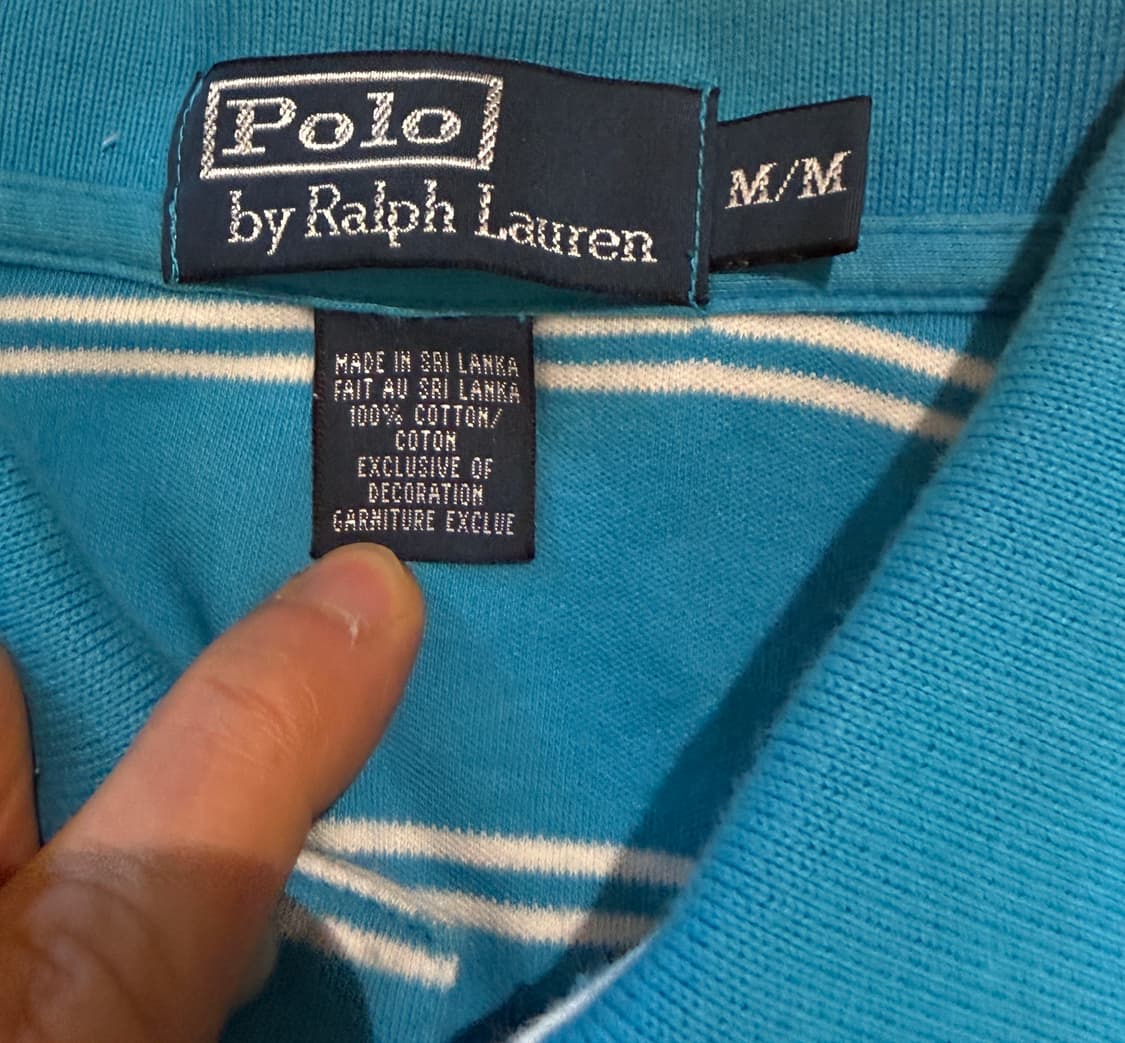 Polo
by Ralph Lauren
M/M
MADE IN SRI LANKA
FAIT AU SRI LANKA
100% COTTON/
COTON
EXCLUSIVE OF
DECORATION
GARNITURE EXCLUE